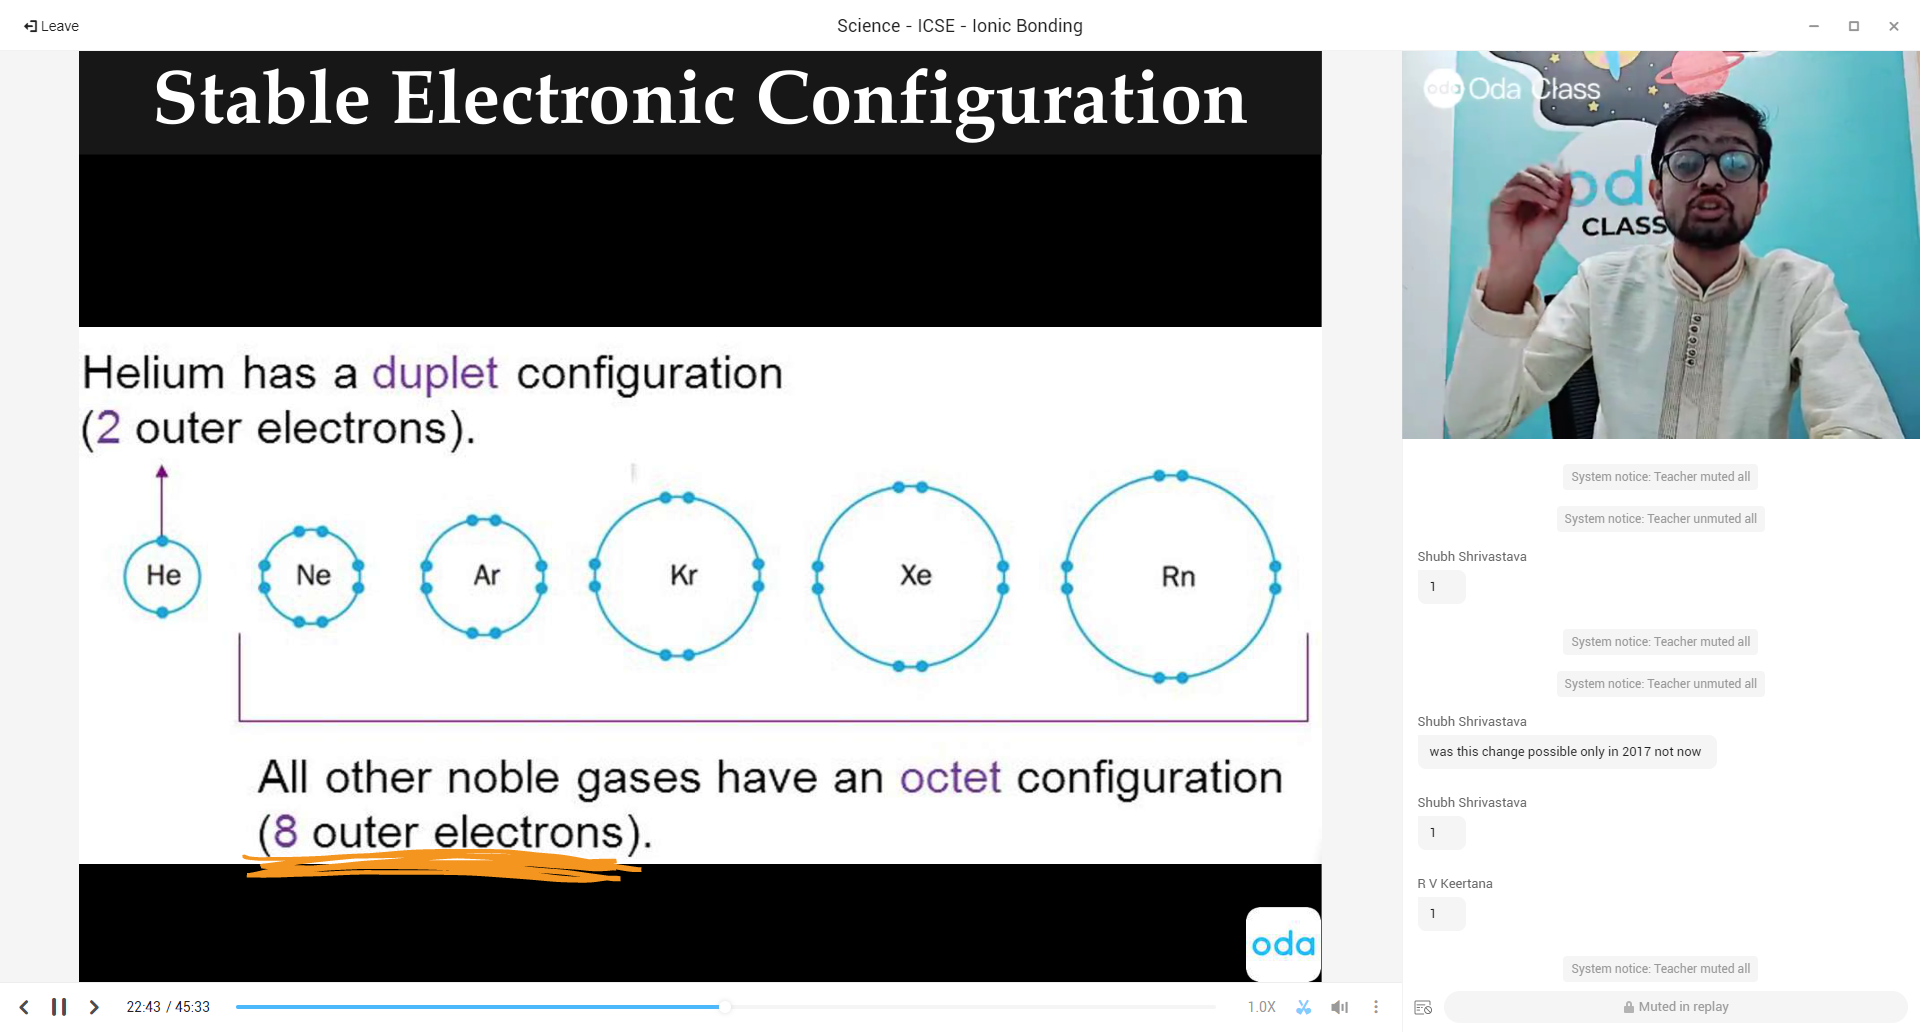 Leave
Science - ICSE - Ionic Bonding
Stable Electronic Configuration
Helium has a duplet configuration
(2 outer electrons).
He
Ne
Ar
Kr
Xe
Rn
All other noble gases have an octet configuration
(8 outer electrons).
oda
22:43 / 45:33
1.0X
oda Oda Class
od
CLASS
System notice: Teacher muted all
System notice: Teacher unmuted all
Shubh Shrivastava
1
System notice: Teacher muted all
System notice: Teacher unmuted all
Shubh Shrivastava
was this change possible only in 2017 not now
Shubh Shrivastava
1
R V Keertana
1
System notice: Teacher muted all
Muted in replay